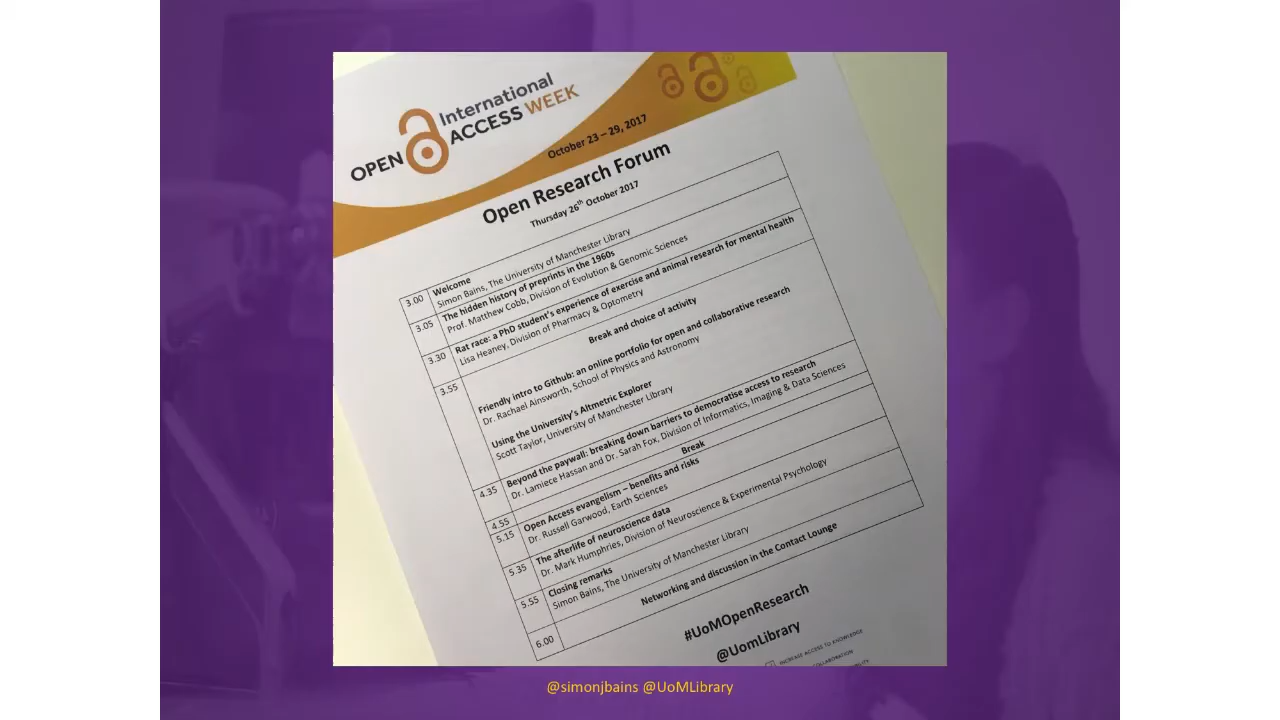 International
OPEN ACCESS WEEK
October 23 – 29, 2017
Open Research Forum
Thursday 26th October 2017
3.00 Welcome
Simon Bains, The University of Manchester Library
3.05 The hidden history of preprints in the 1960s
Prof. Matthew Cobb, Division of Evolution & Genomic Sciences
3.30 Rat race: a PhD student's experience of exercise and animal research for mental health
Lisa Heaney, Division of Pharmacy & Optometry
3.55 Break and choice of activity
Friendly intro to Github: an online portfolio for open and collaborative research
Dr. Rachael Ainsworth, School of Physics and Astronomy
Using the University's Altmetric Explorer
Scott Taylor, University of Manchester Library
4.35 Beyond the paywall: breaking down barriers to democratise access to research
Dr. Lamiece Hassan and Dr. Sarah Fox, Division of Informatics, Imaging & Data Sciences
4.55 Break
5.15 Open Access evangelism – benefits and risks
Dr. Russell Garwood, Earth Sciences
5.35 The afterlife of neuroscience data
Dr. Mark Humphries, Division of Neuroscience & Experimental Psychology
5.55 Closing remarks
Simon Bains, The University of Manchester Library
6.00 Networking and discussion in the Contact Lounge
#UoMOpenResearch
@UomLibrary
INCREASE ACCESS TO KNOWLEDGE
@simonjbains @UoMLibrary